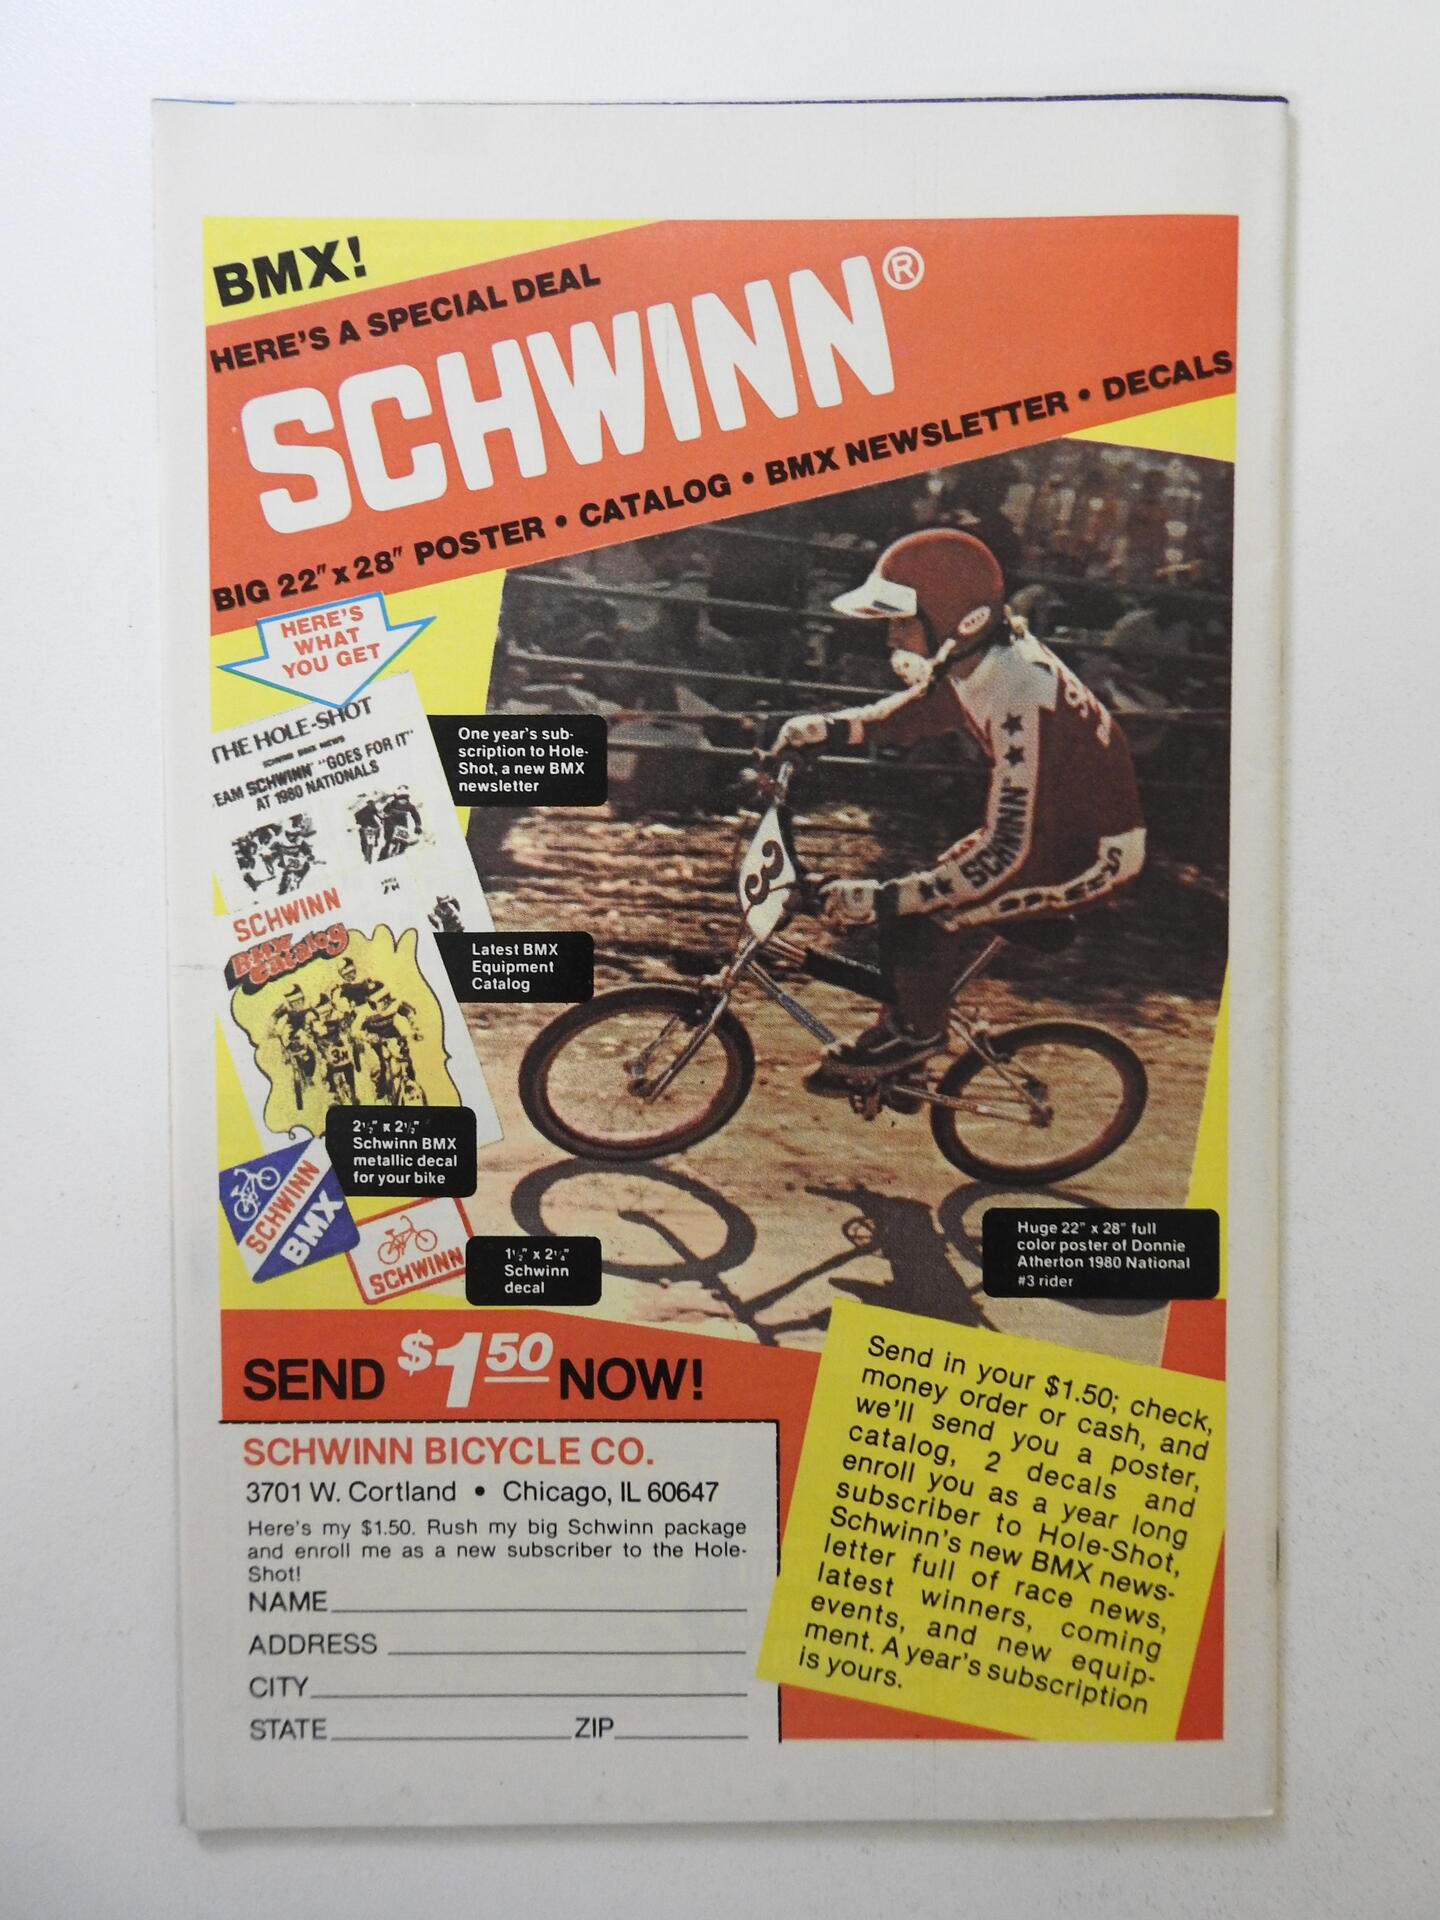 BMX!
HERE'S A SPECIAL DEAL
SCHWINN®
BIG 22" x 28" POSTER • CATALOG • BMX NEWSLETTER • DECALS
HERE'S
WHAT
YOU GET
THE HOLE-SHOT
SCHWINN BMX NEWS
EAM SCHWINN "GOES FOR IT"
AT 1980 NATIONALS
One year's sub-
scription to Hole-
Shot, a new BMX
newsletter
SCHWINN
BMX
Catalog
Latest BMX
Equipment
Catalog
2½" x 2½"
Schwinn BMX
metallic decal
for your bike
SCHWINN
BMX
SCHWINN
1½" x 2¼"
Schwinn
decal
BELL
3
SCHWINN
Huge 22" x 28" full
color poster of Donnie
Atherton 1980 National
#3 rider
SEND $1.50 NOW!
SCHWINN BICYCLE CO.
3701 W. Cortland • Chicago, IL 60647
Here's my $1.50. Rush my big Schwinn package
and enroll me as a new subscriber to the Hole-
Shot!
NAME
ADDRESS
CITY
STATE ZIP
Send in your $1.50; check,
money order or cash, and
we'll send you a poster,
catalog, 2 decals and
enroll you as a year long
subscriber to Hole-Shot,
Schwinn's new BMX news-
letter full of race news,
latest winners, coming
events, and new equip-
ment. A year's subscription
is yours.